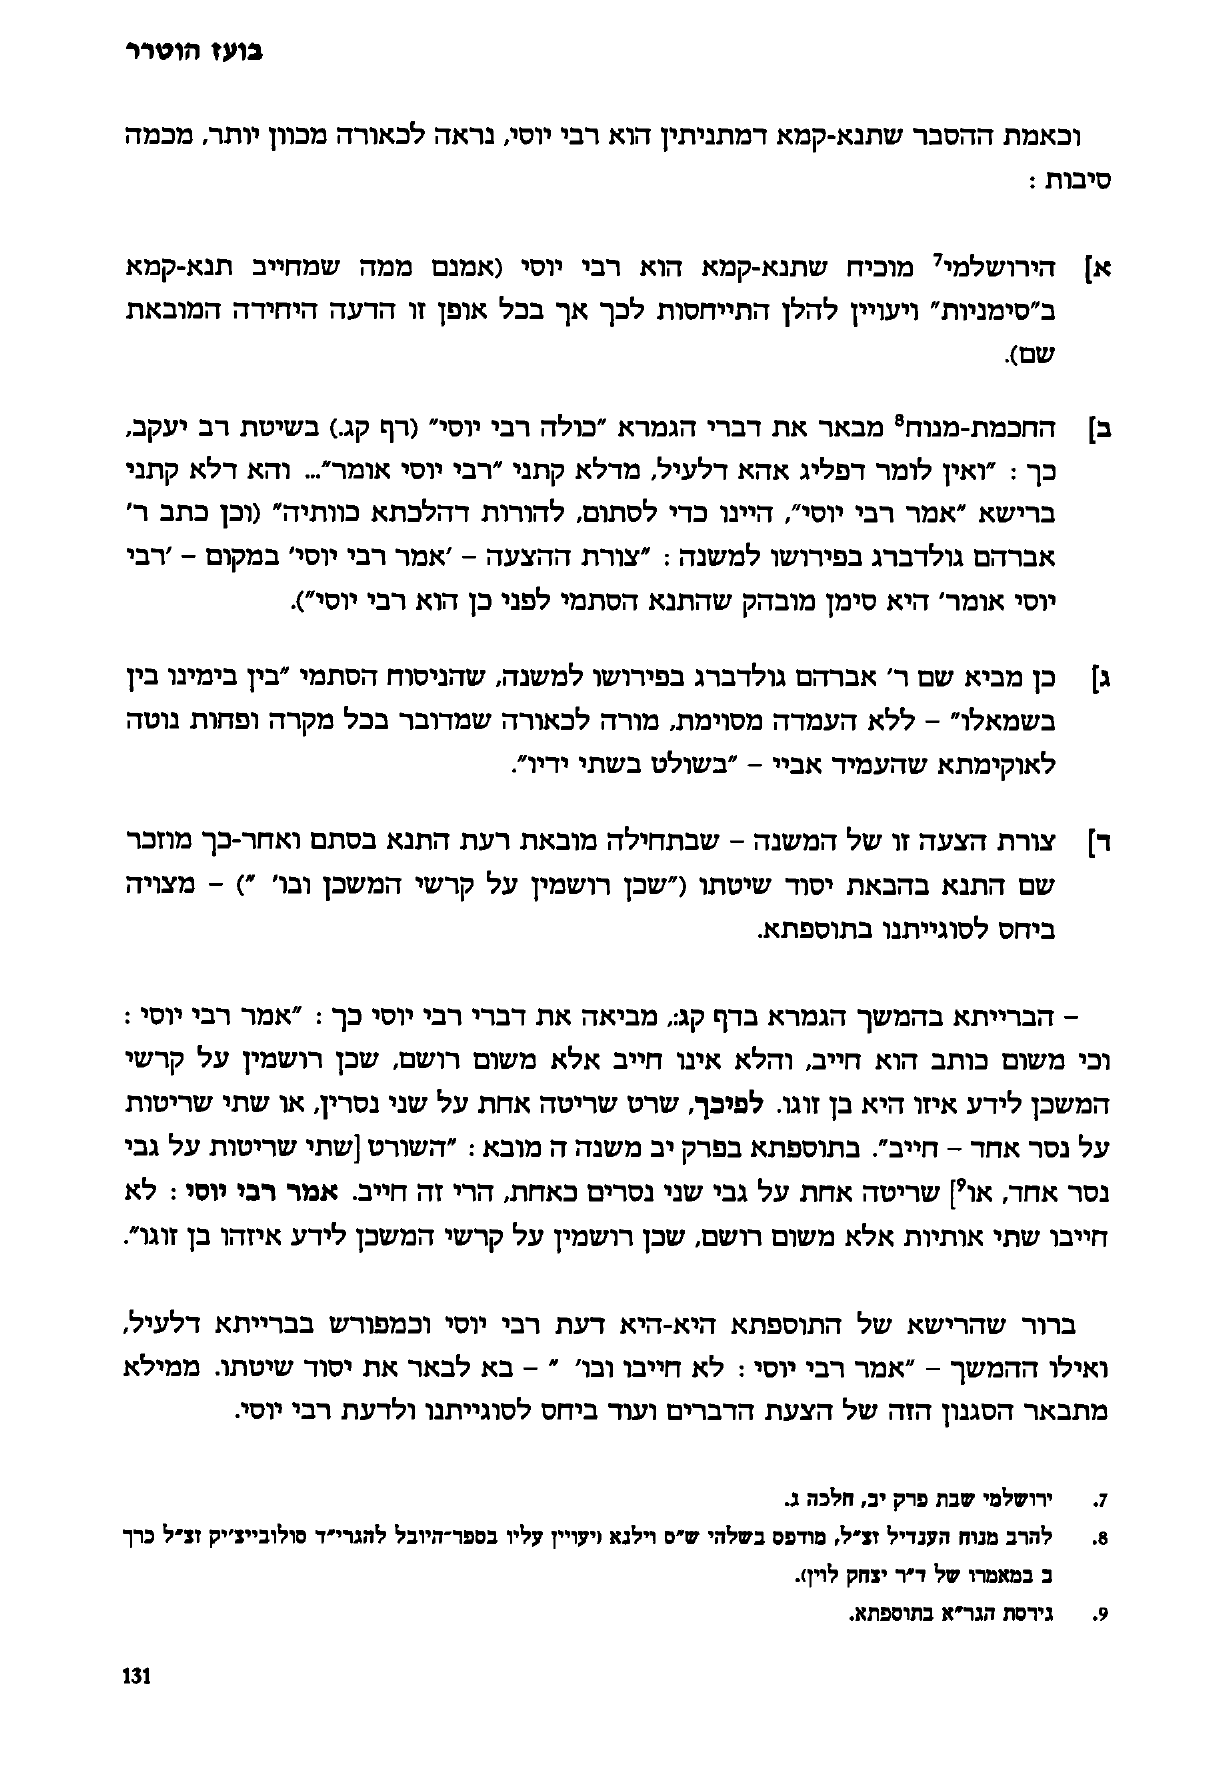 בועז הוטרר
וכאמת ההסבר שתנא-קמא דמתניתין הוא רבי יוסי, נראה לכאורה מכוון יותר, מכמה
סיבות :
א] הירושלמי7 מוכיח שתנא-קמא הוא רבי יוסי (אמנם ממה שמחייב תנא-קמא
ב"סימניות" ויעויין להלן התייחסות לכך אך בכל אופן זו הדעה היחידה המובאת
שם).
ב] החכמת-מנוח8 מבאר את דברי הגמרא "כולה רבי יוסי" (רף קג.) בשיטת רב יעקב,
כך : "ואין לומר דפליג אהא דלעיל, מדלא קתני "רבי יוסי אומר"... והא דלא קתני
ברישא "אמר רבי יוסי", היינו כדי לסתום, להורות דהלכתא כוותיה" (וכן כתב ר'
אברהם גולדברג בפירושו למשנה : "צורת ההצעה – 'אמר רבי יוסי' במקום – 'רבי
יוסי אומר' היא סימן מובהק שהתנא הסתמי לפני כן הוא רבי יוסי").
ג] כן מביא שם ר' אברהם גולדברג בפירושו למשנה, שהניסוח הסתמי "בין בימינו בין
בשמאלו" – ללא העמדה מסוימת, מורה לכאורה שמדובר בכל מקרה ופחות נוטה
לאוקימתא שהעמיד אביי – "בשולט בשתי ידיו".
ד] צורת הצעה זו של המשנה – שבתחילה מובאת רעת התנא בסתם ואחר-כך מוזכר
שם התנא בהבאת יסוד שיטתו ("שכן רושמין על קרשי המשכן וכו' ") – מצויה
ביחס לסוגייתנו בתוספתא.
– הברייתא בהמשך הגמרא בדף קג:, מביאה את דברי רבי יוסי כך : "אמר רבי יוסי :
וכי משום כותב הוא חייב, והלא אינו חייב אלא משום רושם, שכן רושמין על קרשי
המשכן לידע איזו היא בן זוגו. לפיכך, שרט שריטה אחת על שני נסרין, או שתי שריטות
על נסר אחד – חייב". בתוספתא בפרק יב משנה ה מובא : "השורט [שתי שריטות על גבי
נסר אחד, או9] שריטה אחת על גבי שני נסרים כאחת, הרי זה חייב. אמר רבי יוסי : לא
חייבו שתי אותיות אלא משום רושם, שכן רושמין על קרשי המשכן לידע איזהו בן זוגו".
ברור שהרישא של התוספתא היא-היא דעת רבי יוסי וכמפורש בברייתא דלעיל,
ואילו ההמשך – "אמר רבי יוסי : לא חייבו וכו' " – בא לבאר את יסוד שיטתו. ממילא
מתבאר הסגנון הזה של הצעת הדברים ועוד ביחס לסוגייתנו ולדעת רבי יוסי.
7. ירושלמי שבת פרק יב, חלכה ג.
8. להרב מנוח הענדיל זצ"ל, מודפס בשלהי ש"ס וילנא (יעויין עליו בספר-היובל להגרי"ד סולובייצ'יק זצ"ל כרך
ב במאמרו של ד"ר יצחק לוין).
9. גירסת הגר"א בתוספתא.
131